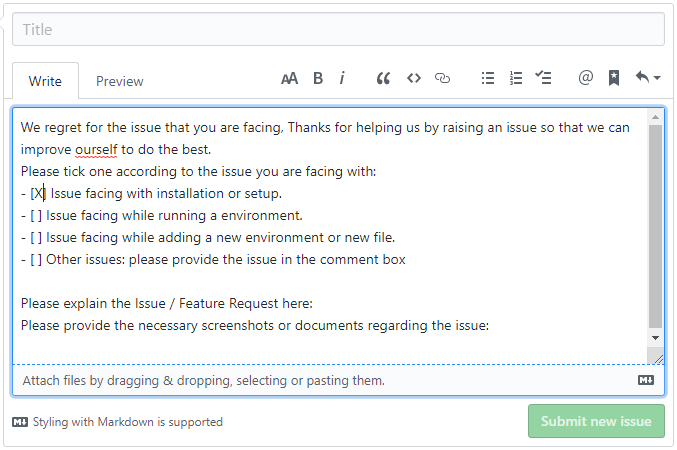 Title
Write Preview AA B i @
We regret for the issue that you are facing, Thanks for helping us by raising an issue so that we can
improve ourself to do the best.
Please tick one according to the issue you are facing with:
- [X] Issue facing with installation or setup.
- [ ] Issue facing while running a environment.
- [ ] Issue facing while adding a new environment or new file.
- [ ] Other issues: please provide the issue in the comment box
Please explain the Issue / Feature Request here:
Please provide the necessary screenshots or documents regarding the issue:
Attach files by dragging & dropping, selecting or pasting them.
Styling with Markdown is supported Submit new issue